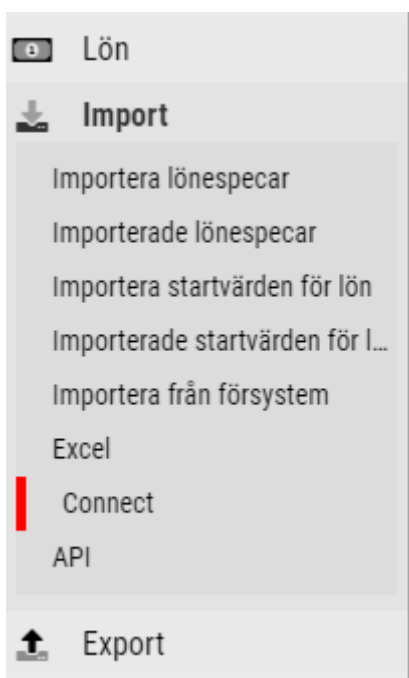 Lön
Import
Importera lönespecar
Importerade lönespecar
Importera startvärden för lön
Importerade startvärden för l...
Importera från försystem
Excel
Connect
API
Export